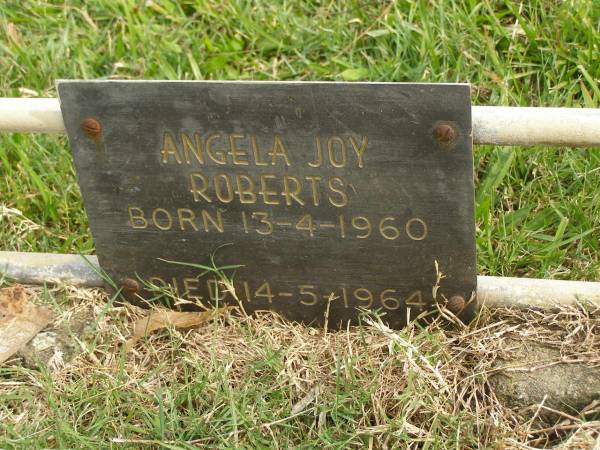 ANGELA JOY
ROBERTS
BORN 13-4-1960
DIED 14-5-1964